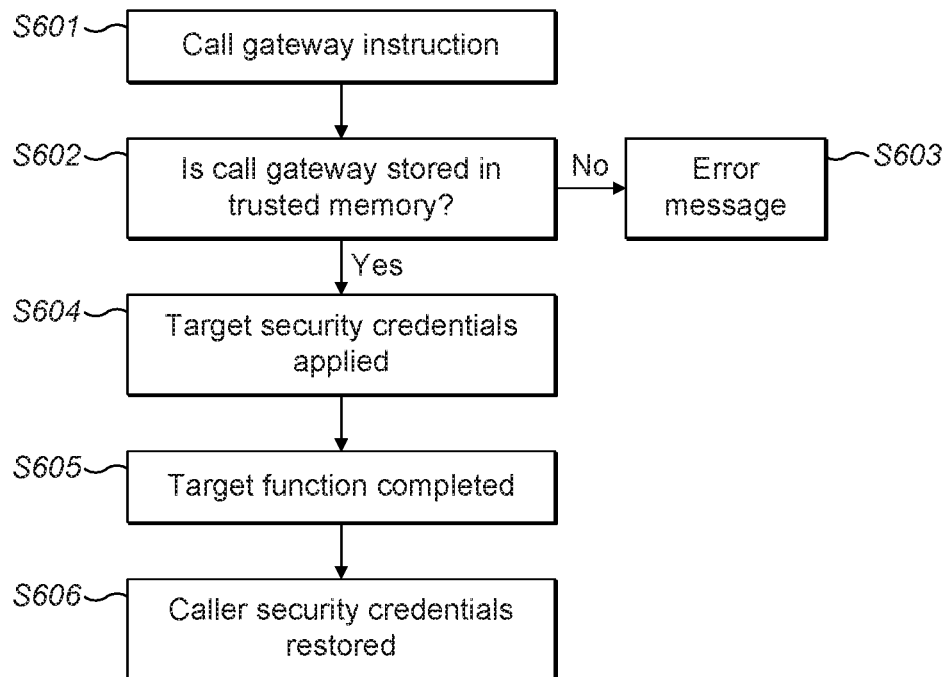 S601
Call gateway instruction
S602
Is call gateway stored in
trusted memory?
No
Error
message
S603
Yes
S604
Target security credentials
applied
S605
Target function completed
S606
Caller security credentials
restored